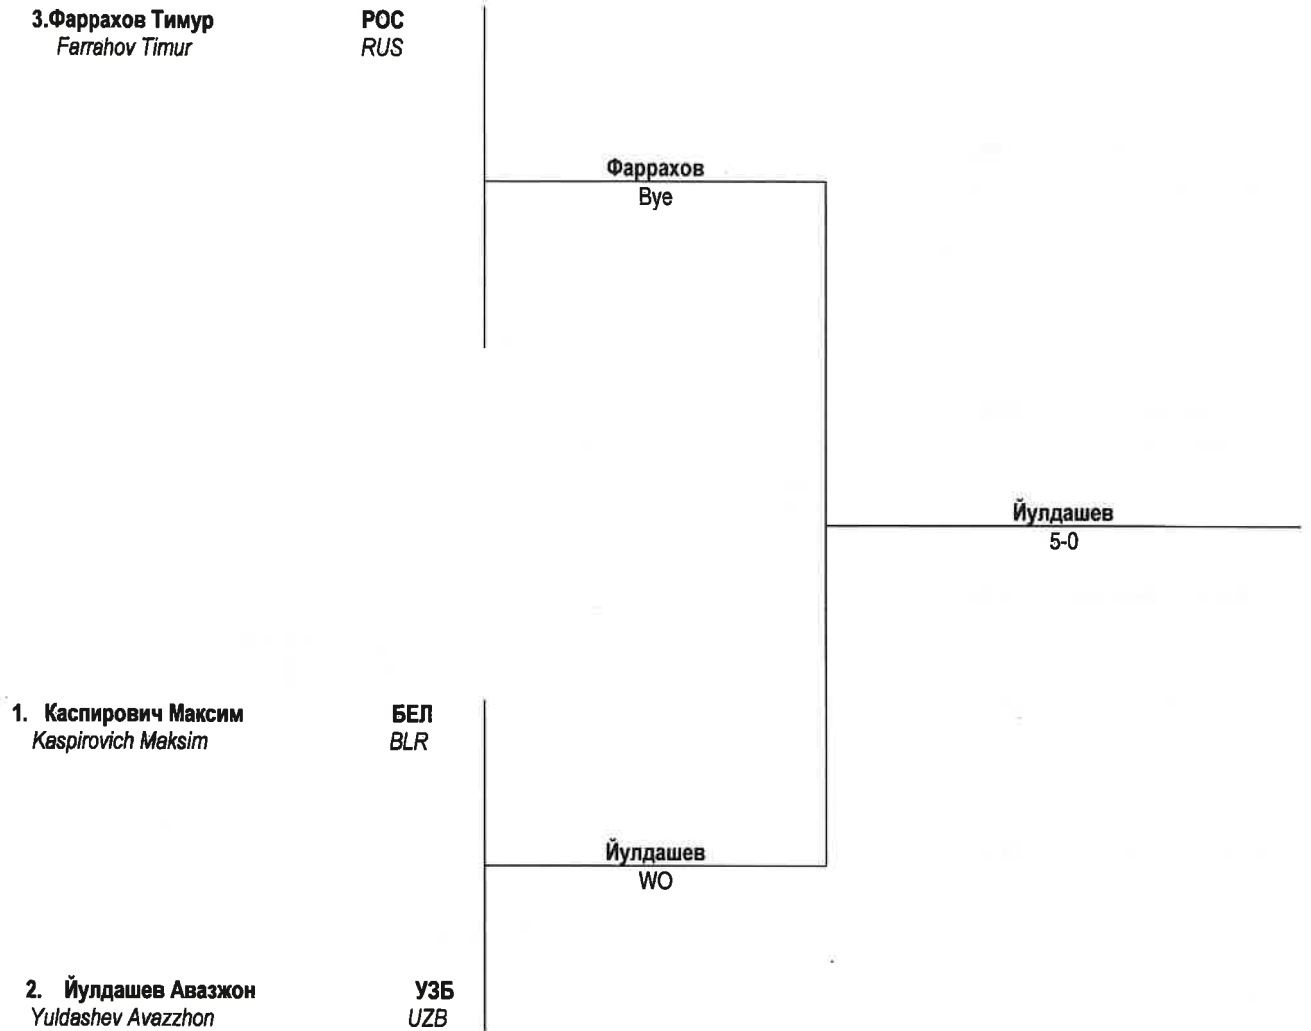 3.Фаррахов Тимур РОС
Farrahov Timur RUS
Фаррахов
Bye
Йулдашев
5-0
1. Каспирович Максим БЕЛ
Kaspirovich Maksim BLR
Йулдашев
WO
2. Йулдашев Авазжон УЗБ
Yuldashev Avazzhon UZB